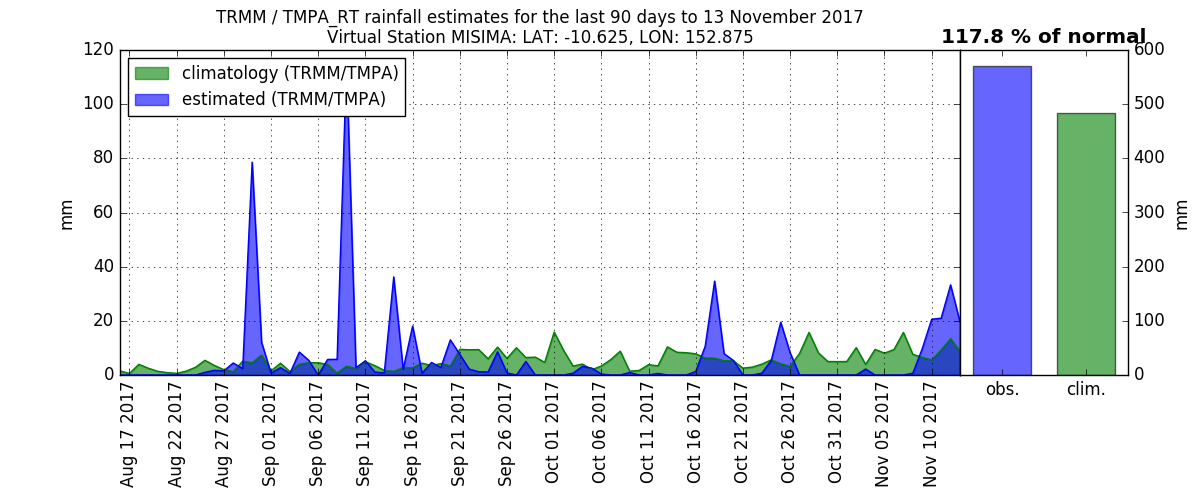 TRMM / TMPA_RT rainfall estimates for the last 90 days to 13 November 2017
Virtual Station MISIMA: LAT: -10.625, LON: 152.875
117.8 % of normal
climatology (TRMM/TMPA)
estimated (TRMM/TMPA)
120
100
80
60
40
20
0
mm
600
500
400
300
200
100
0
mm
Aug 17 2017
Aug 22 2017
Aug 27 2017
Sep 01 2017
Sep 06 2017
Sep 11 2017
Sep 16 2017
Sep 21 2017
Sep 26 2017
Oct 01 2017
Oct 06 2017
Oct 11 2017
Oct 16 2017
Oct 21 2017
Oct 26 2017
Oct 31 2017
Nov 05 2017
Nov 10 2017
obs.
clim.